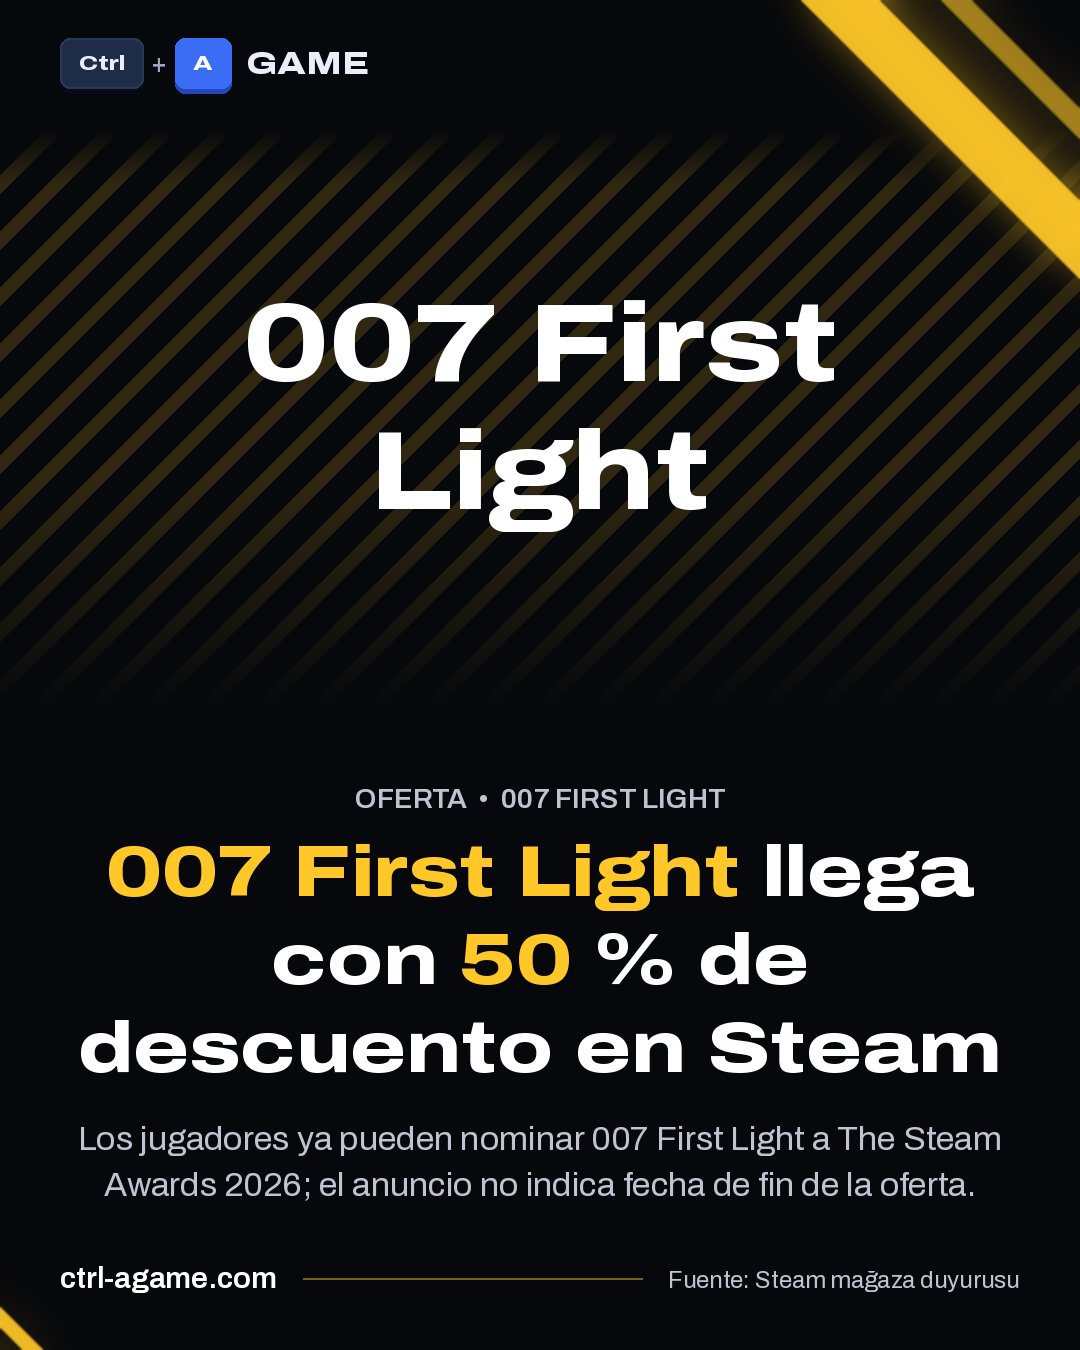 Ctrl + A GAME
007 First
Light
OFERTA • 007 FIRST LIGHT
007 First Light llega
con 50 % de
descuento en Steam
Los jugadores ya pueden nominar 007 First Light a The Steam
Awards 2026; el anuncio no indica fecha de fin de la oferta.
ctrl-agame.com
Fuente: Steam mağaza duyurusu